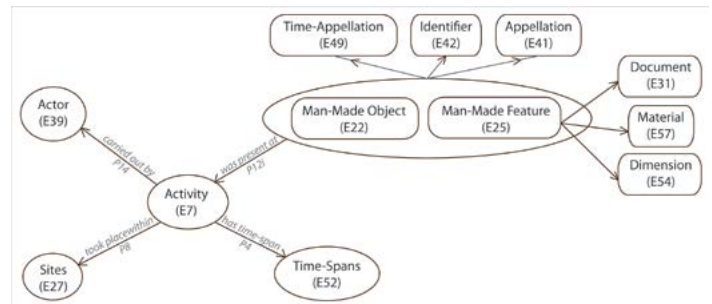 Time-Appellation
(E49)
Identifier
(E42)
Appellation
(E41)
Document
(E31)
Actor
(E39)
Man-Made Object
(E22)
Man-Made Feature
(E25)
Material
(E57)
carried out by
P14
was present at
P12i
Dimension
(E54)
Activity
(E7)
took placewithin
P8
has time-span
P4
Sites
(E27)
Time-Spans
(E52)